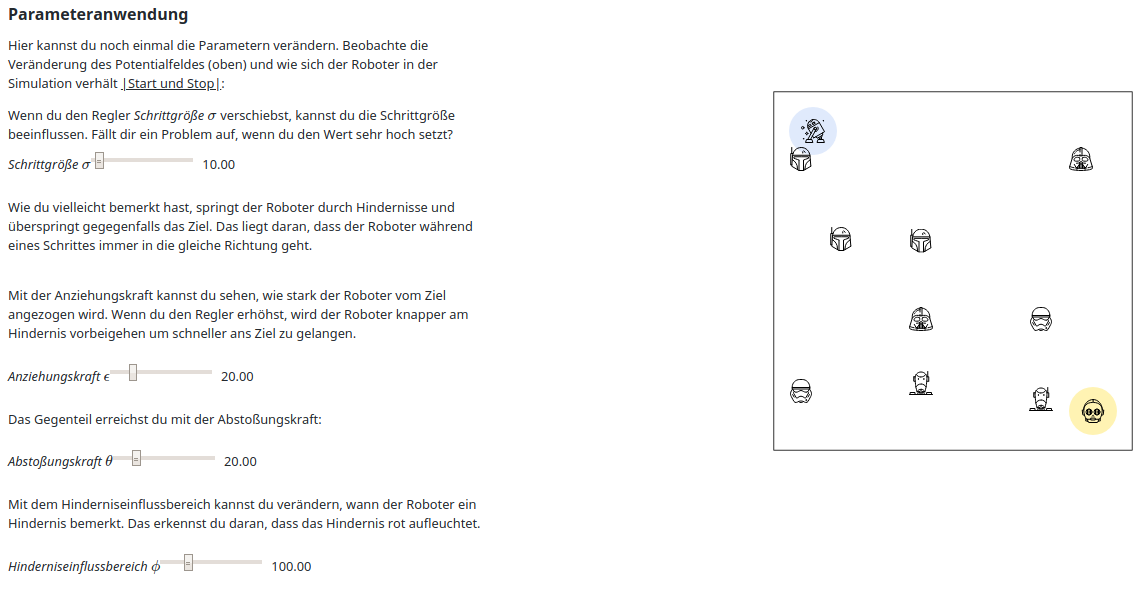 Parameteranwendung
Hier kannst du noch einmal die Parametern verändern. Beobachte die
Veränderung des Potentialfeldes (oben) und wie sich der Roboter in der
Simulation verhält |Start und Stop|:
Wenn du den Regler Schrittgröße σ verschiebst, kannst du die Schrittgröße
beeinflussen. Fällt dir ein Problem auf, wenn du den Wert sehr hoch setzt?
Schrittgröße σ 10.00
Wie du vielleicht bemerkt hast, springt der Roboter durch Hindernisse und
überspringt gegegenfalls das Ziel. Das liegt daran, dass der Roboter während
eines Schrittes immer in die gleiche Richtung geht.
Mit der Anziehungskraft kannst du sehen, wie stark der Roboter vom Ziel
angezogen wird. Wenn du den Regler erhöhst, wird der Roboter knapper am
Hindernis vorbeigehen um schneller ans Ziel zu gelangen.
Anziehungskraft ϵ 20.00
Das Gegenteil erreichst du mit der Abstoßungskraft:
Abstoßungskraft θ 20.00
Mit dem Hinderniseinflussbereich kannst du verändern, wann der Roboter ein
Hindernis bemerkt. Das erkennst du daran, dass das Hindernis rot aufleuchtet.
Hinderniseinflussbereich ϕ 100.00